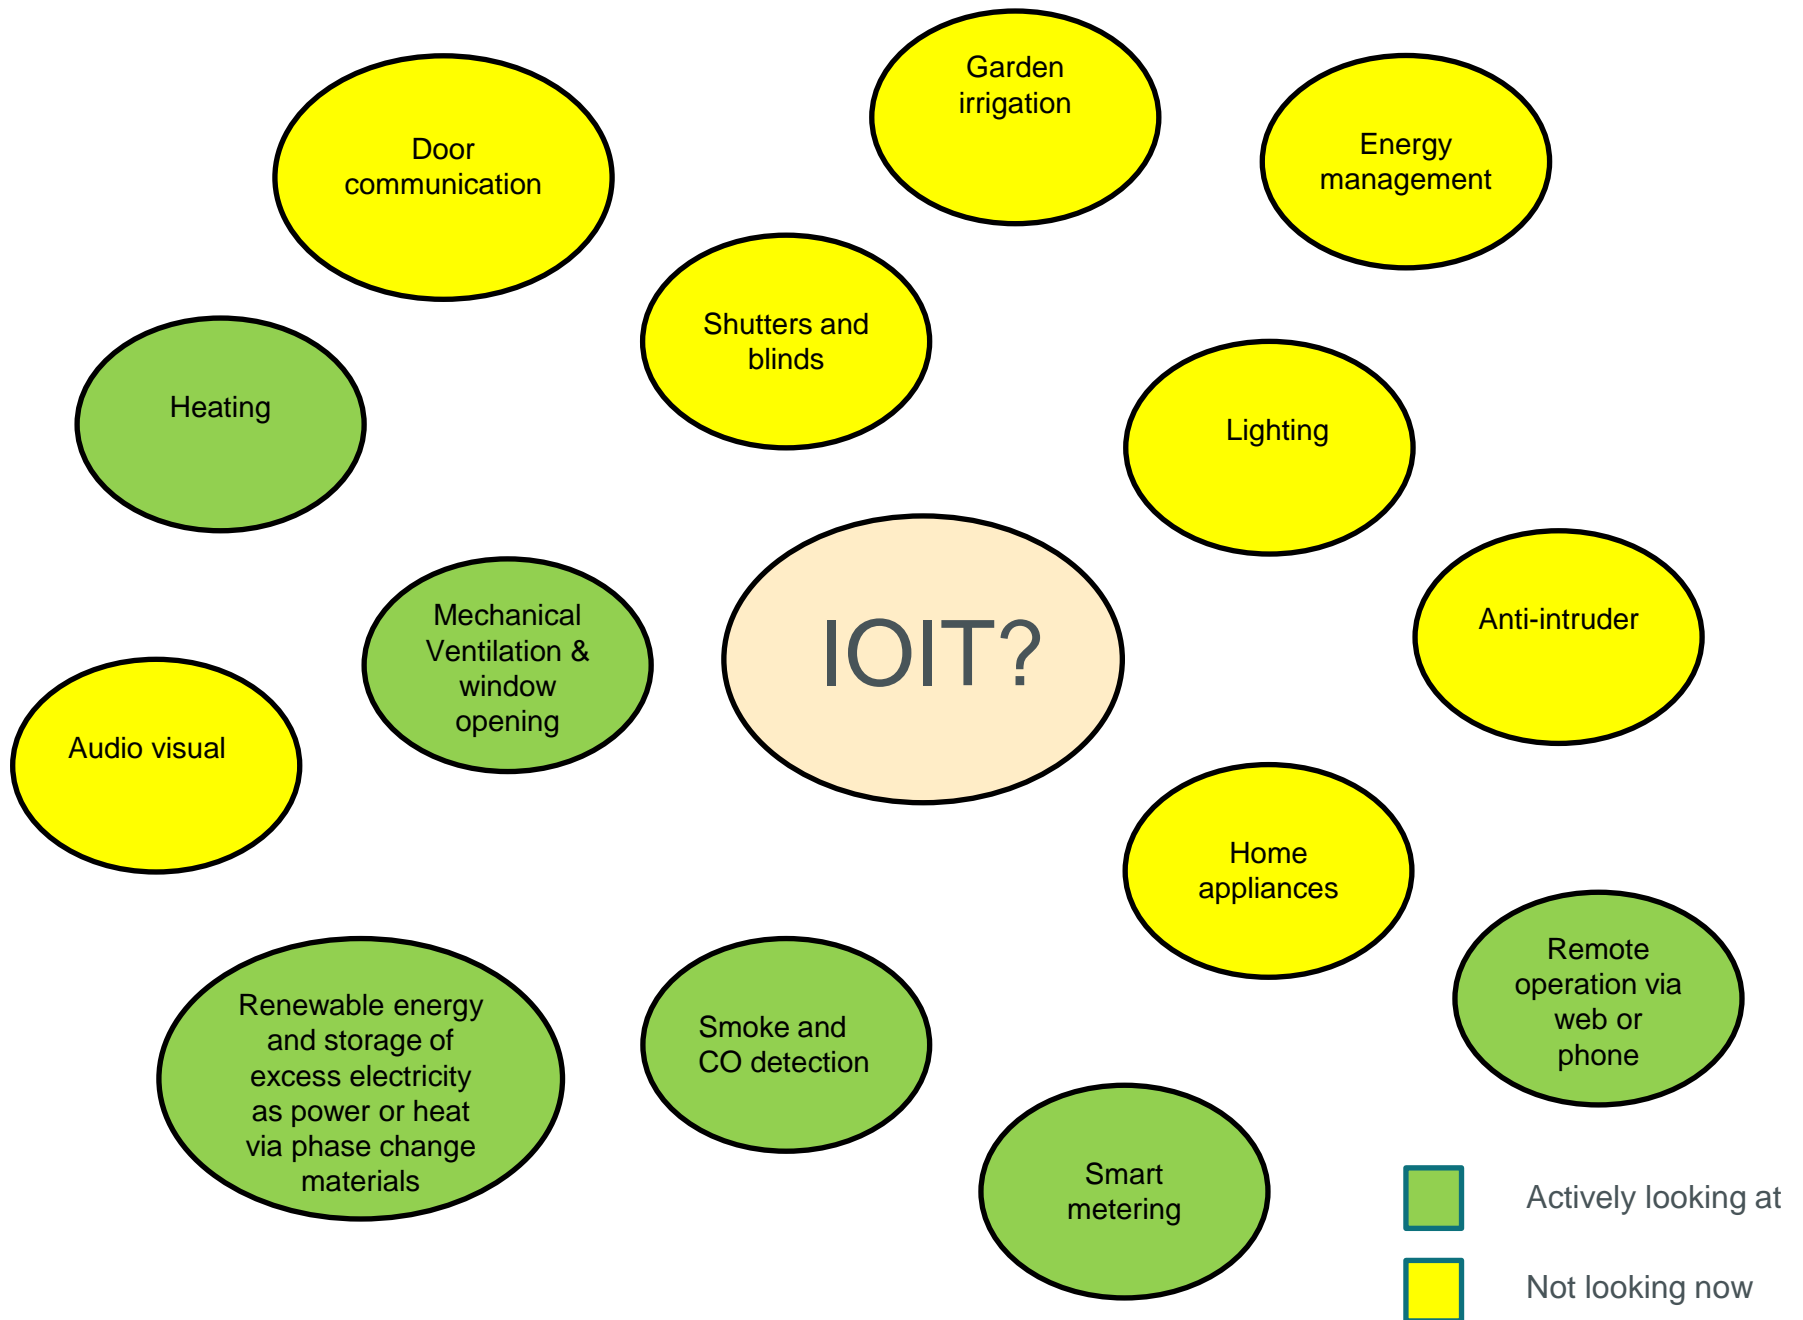 Garden
irrigation
Door
communication
Energy
management
Shutters and
blinds
Heating
Lighting
Mechanical
Ventilation &
window
opening
IOIT?
Anti-intruder
Audio visual
Home
appliances
Renewable energy
and storage of
excess electricity
as power or heat
via phase change
materials
Smoke and
CO detection
Remote
operation via
web or
phone
Smart
metering
Actively looking at
Not looking now